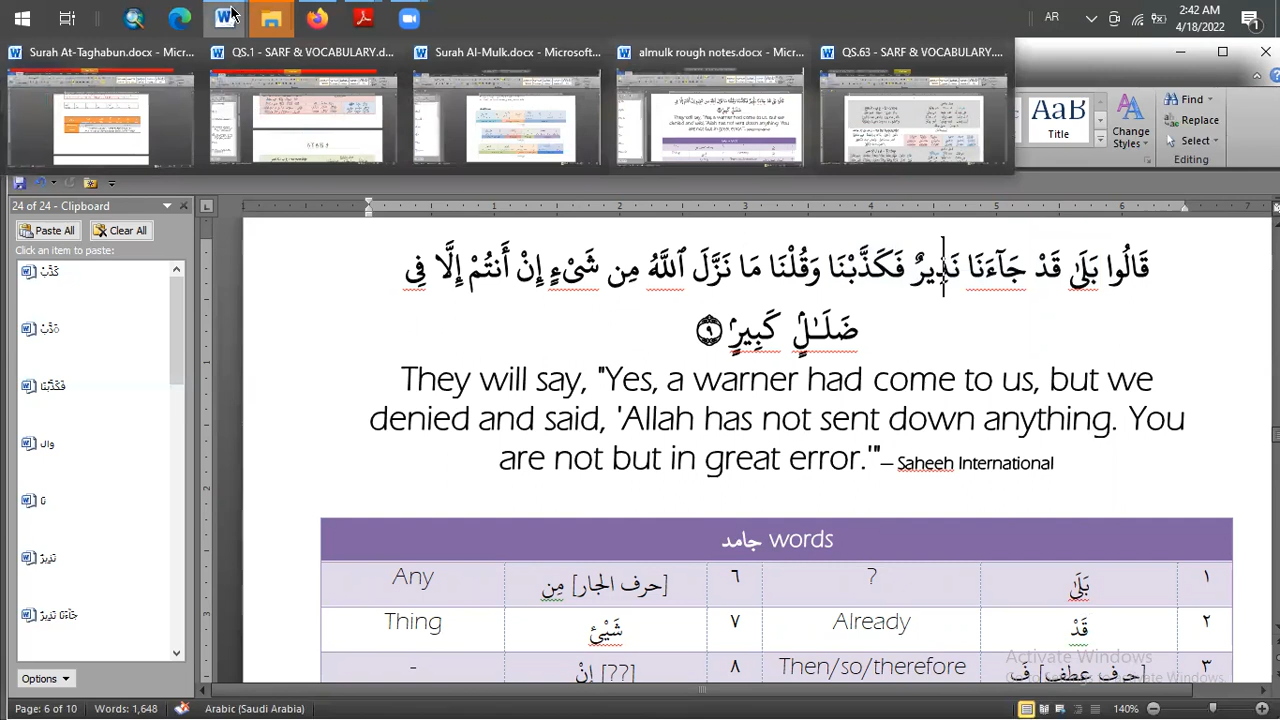 AR
2:42 AM
4/18/2022
Surah At-Taghabun.docx - Micr...
QS.1 - SARF & VOCABULARY.d...
Surah Al-Mulk.docx - Microsoft...
almulk rough notes.docx - Micr...
QS.63 - SARF & VOCABULARY....
AaB
Title
Change
Styles
Find
Replace
Select
Editing
24 of 24 - Clipboard
Paste All
Clear All
Click an item to paste:
كَذَّبْ
ذَّبْ
فَكَذَّبْنَا
وال
نَا
نَذِيرٌ
جَآءَنَا نَذِيرٌ
Options
قَالُوا۟ بَلَىٰ قَدْ جَآءَنَا نَذِيرٌ فَكَذَّبْنَا وَقُلْنَا مَا نَزَّلَ ٱللَّهُ مِن شَىْءٍ إِنْ أَنتُمْ إِلَّا فِى
ضَلَـٰلٍ كَبِيرٍ ٩
They will say, "Yes, a warner had come to us, but we
denied and said, 'Allah has not sent down anything. You
are not but in great error.'"— Saheeh International
جامد words
١ بَلَىٰ ? ٦ [حرف الجار] مِن Any
٢ قَدْ Already ٧ شَيْئ Thing
٣ [حرف عطف] فَ Then/so/therefore ٨ [??] إِنْ -
Activate Windows
Page: 6 of 10
Words: 1,648
Arabic (Saudi Arabia)
140%